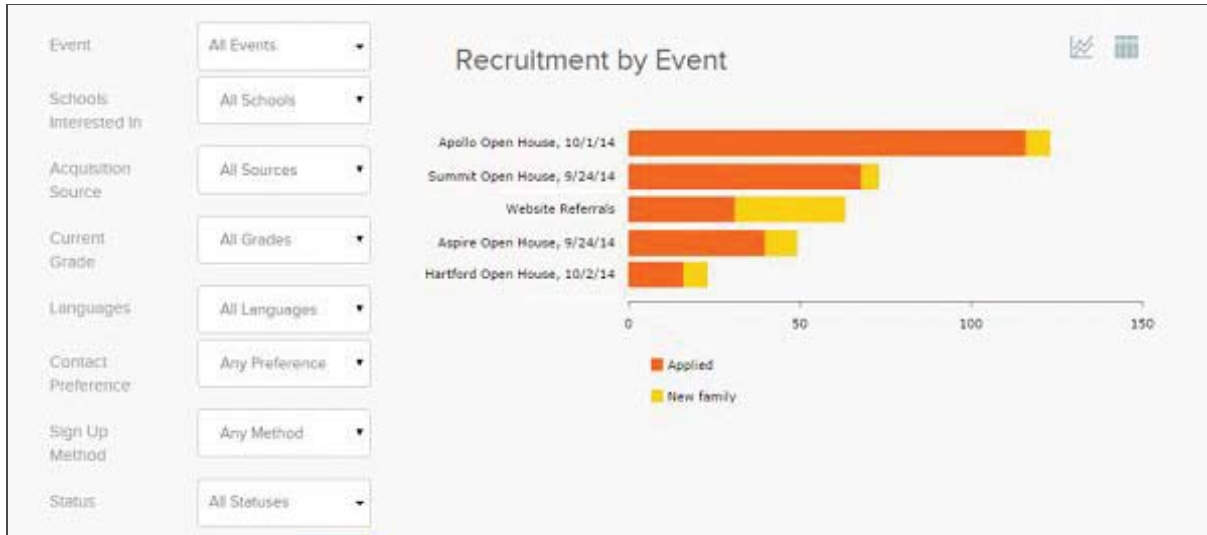 Event
All Events
Schools
Interested In
All Schools
Acquisition
Source
All Sources
Current
Grade
All Grades
Languages
All Languages
Contact
Preference
Any Preference
Sign Up
Method
Any Method
Status
All Statuses
Recruitment by Event
Apollo Open House, 10/1/14
Summit Open House, 9/24/14
Website Referrals
Aspire Open House, 9/24/14
Hartford Open House, 10/2/14
0 50 100 150
Applied
New family